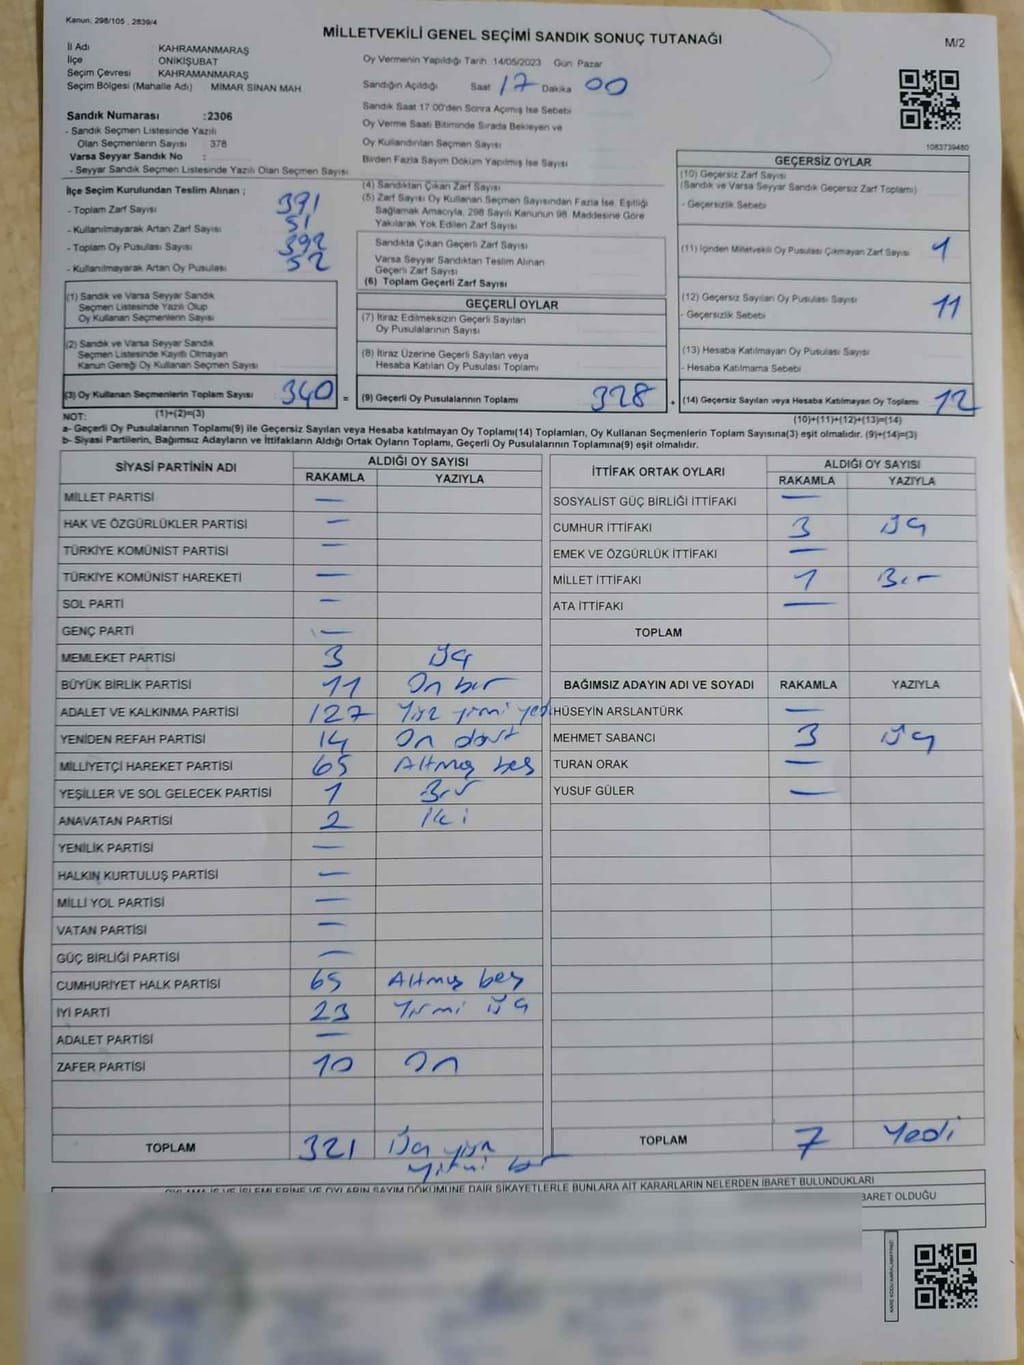 Kanun; 298/105 , 2839/4
MİLLETVEKİLİ GENEL SEÇİMİ SANDIK SONUÇ TUTANAĞI
M/2
İl Adı KAHRAMANMARAŞ
İlçe ONİKİŞUBAT
Seçim Çevresi KAHRAMANMARAŞ
Seçim Bölgesi (Mahalle Adı) MİMAR SİNAN MAH
Oy Vermenin Yapıldığı Tarih 14/05/2023 Gün Pazar
Sandığın Açıldığı Saat 17 Dakika 00
Sandık Saat 17:00'den Sonra Açımış İse Sebebi
Oy Verme Saati Bitiminde Sırada Bekleyen ve
Oy Kullandırılan Seçmen Sayısı
Birden Fazla Sayım Döküm Yapılmış İse Sayısı
Sandık Numarası :2306
- Sandık Seçmen Listesinde Yazılı
Olan Seçmenlerin Sayısı 378
Varsa Seyyar Sandık No :
- Seyyar Sandık Seçmen Listesinde Yazılı Olan Seçmen Sayısı
1083739480
İlçe Seçim Kurulundan Teslim Alınan ;
- Toplam Zarf Sayısı 391
- Kullanılmayarak Artan Zarf Sayısı 51
- Toplam Oy Pusulası Sayısı 392
- Kullanılmayarak Artan Oy Pusulası 52
(1) Sandık ve Varsa Seyyar Sandık
Seçmen Listesinde Yazılı Olup
Oy Kullanan Seçmenlerin Sayısı
(2) Sandık ve Varsa Seyyar Sandık
Seçmen Listesinde Kayıtlı Olmayan
Kanun Gereği Oy Kullanan Seçmen Sayısı
(3) Oy Kullanan Seçmenlerin Toplam Sayısı 340 =
(1)+(2)=(3)
(4) Sandıktan Çıkan Zarf Sayısı
(5) Zarf Sayısı Oy Kullanan Seçmen Sayısından Fazla İse, Eşitliği
Sağlamak Amacıyla, 298 Sayılı Kanunun 98. Maddesine Göre
Yakılarak Yok Edilen Zarf Sayısı
Sandıkta Çıkan Geçerli Zarf Sayısı
Varsa Seyyar Sandıktan Teslim Alınan
Geçerli Zarf Sayısı
(6) Toplam Geçerli Zarf Sayısı
GEÇERLİ OYLAR
(7) İtiraz Edilmeksizin Geçerli Sayılan
Oy Pusulalarının Sayısı
(8) İtiraz Üzerine Geçerli Sayılan veya
Hesaba Katılan Oy Pusulası Toplamı
(9) Geçerli Oy Pusulalarının Toplamı 328 +
GEÇERSİZ OYLAR
(10) Geçersiz Zarf Sayısı
(Sandık ve Varsa Seyyar Sandık Geçersiz Zarf Toplamı)
- Geçersizlik Sebebi
(11) İçinden Milletvekili Oy Pusulası Çıkmayan Zarf Sayısı 1
(12) Geçersiz Sayılan Oy Pusulası Sayısı 11
- Geçersizlik Sebebi
(13) Hesaba Katılmayan Oy Pusulası Sayısı
- Hesaba Katılmama Sebebi
(14) Geçersiz Sayılan veya Hesaba Katılmayan Oy Toplamı 12
(10)+(11)+(12)+(13)=(14)
NOT:
a- Geçerli Oy Pusulalarının Toplamı(9) ile Geçersiz Sayılan veya Hesaba katılmayan Oy Toplamı(14) Toplamları, Oy Kullanan Seçmenlerin Toplam Sayısına(3) eşit olmalıdır. (9)+(14)=(3)
b- Siyasi Partilerin, Bağımsız Adayların ve İttifakların Aldığı Ortak Oyların Toplamı, Geçerli Oy Pusulalarının Toplamına(9) eşit olmalıdır.
SİYASİ PARTİNİN ADI
ALDIĞI OY SAYISI
RAKAMLA YAZIYLA
MİLLET PARTİSİ —
HAK VE ÖZGÜRLÜKLER PARTİSİ —
TÜRKİYE KOMÜNİST PARTİSİ —
TÜRKİYE KOMÜNİST HAREKETİ —
SOL PARTİ —
GENÇ PARTİ —
MEMLEKET PARTİSİ 3 üç
BÜYÜK BİRLİK PARTİSİ 11 On bir
ADALET VE KALKINMA PARTİSİ 127 Yüz yirmi yedi
YENİDEN REFAH PARTİSİ 14 On dört
MİLLİYETÇİ HAREKET PARTİSİ 65 Altmış beş
YEŞİLLER VE SOL GELECEK PARTİSİ 1 Bir
ANAVATAN PARTİSİ 2 iki
YENİLİK PARTİSİ —
HALKIN KURTULUŞ PARTİSİ —
MİLLİ YOL PARTİSİ —
VATAN PARTİSİ —
GÜÇ BİRLİĞİ PARTİSİ —
CUMHURİYET HALK PARTİSİ 65 Altmış beş
İYİ PARTİ 23 Yirmi üç
ADALET PARTİSİ —
ZAFER PARTİSİ 10 On
TOPLAM 321 Üç yüz
yirmi bir
İTTİFAK ORTAK OYLARI
ALDIĞI OY SAYISI
RAKAMLA YAZIYLA
SOSYALİST GÜÇ BİRLİĞİ İTTİFAKI —
CUMHUR İTTİFAKI 3 üç
EMEK VE ÖZGÜRLÜK İTTİFAKI —
MİLLET İTTİFAKI 1 Bir
ATA İTTİFAKI —
TOPLAM
BAĞIMSIZ ADAYIN ADI VE SOYADI RAKAMLA YAZIYLA
HÜSEYİN ARSLANTÜRK —
MEHMET SABANCI 3 üç
TURAN ORAK —
YUSUF GÜLER —
TOPLAM 7 Yedi
OYLAMA İŞ VE İŞLEMLERİNE VE OYLARIN SAYIM DÖKÜMÜNE DAİR ŞİKAYETLERLE BUNLARA AİT KARARLARIN NELERDEN İBARET BULUNDUKLARI
BARET OLDUĞU